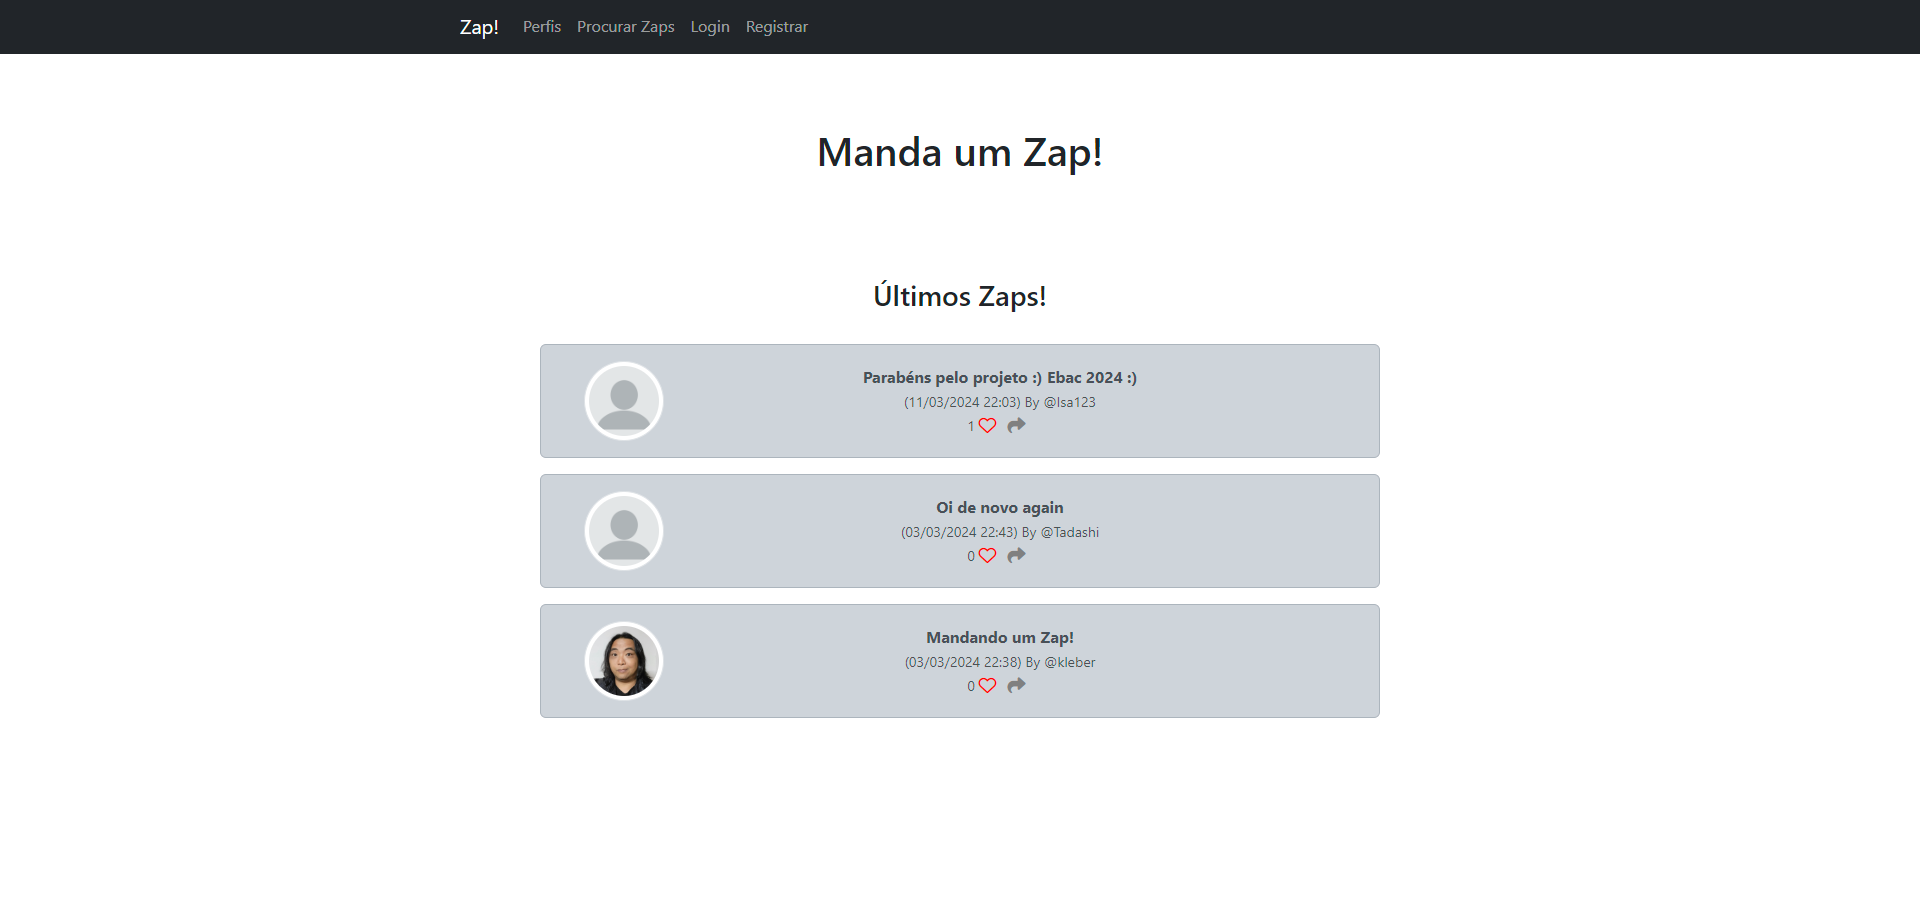 Zap! Perfis Procurar Zaps Login Registrar
Manda um Zap!
Últimos Zaps!
Parabéns pelo projeto :) Ebac 2024 :)
(11/03/2024 22:03) By @Isa123
1
Oi de novo again
(03/03/2024 22:43) By @Tadashi
0
Mandando um Zap!
(03/03/2024 22:38) By @kleber
0